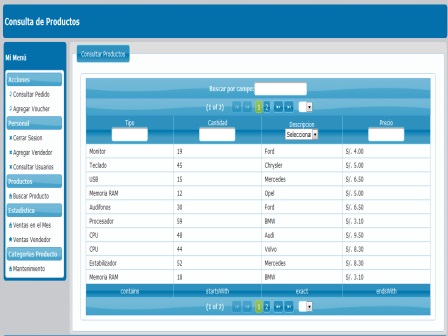 Consulta de Productos
Mi Menú
Acciones
Consultar Pedido
Agregar Voucher
Personal
Cerrar Sesion
Agregar Vendedor
Consultar Usuarios
Productos
Buscar Producto
Estadistica
Ventas en el Mes
Ventas Vendedor
Categorias Producto
Mantenimiento
Consultar Productos
Buscar por campo:
(1 of 2) 1 2
Tipo Cantidad Descripcion Precio
Selecciona
Monitor 19 Ford S/. 4.00
Teclado 45 Chrysler S/. 5.00
USB 15 Mercedes S/. 6.50
Memoria RAM 12 Opel S/. 5.00
Audifonos 30 Ford S/. 6.50
Procesador 59 BMW S/. 3.10
CPU 48 Audi S/. 9.50
CPU 44 Volvo S/. 8.30
Estabilizador 52 Mercedes S/. 8.30
Memoria RAM 18 BMW S/. 3.10
contains startsWith exact endsWith
(1 of 2) 1 2